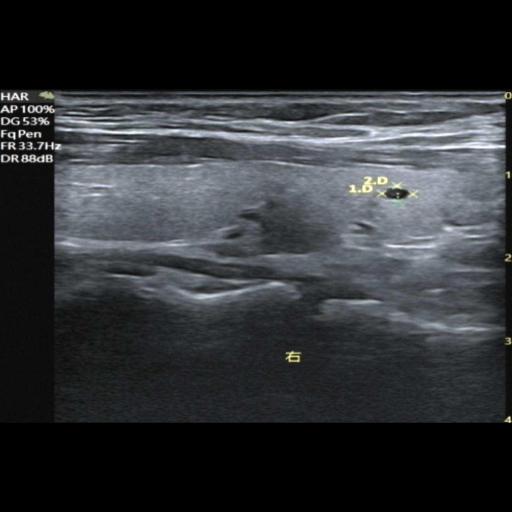 HAR
AP 100%
DG 53%
Fq Pen
FR 33.7Hz
DR 88dB
0
1
2.D
1.D
2
3
右
4